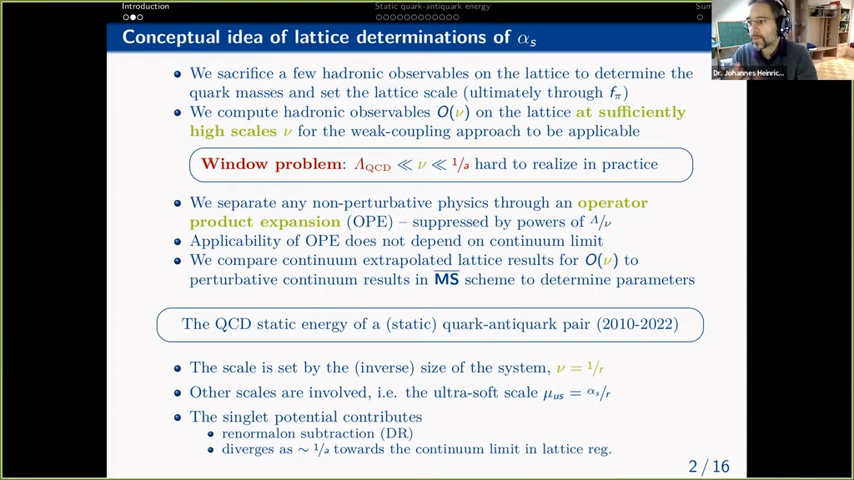 Introduction
Static quark-antiquark energy
Sum
Conceptual idea of lattice determinations of αs
We sacrifice a few hadronic observables on the lattice to determine the
quark masses and set the lattice scale (ultimately through fπ)
We compute hadronic observables O(ν) on the lattice at sufficiently
high scales ν for the weak-coupling approach to be applicable
Window problem: ΛQCD ≪ ν ≪ 1/a hard to realize in practice
We separate any non-perturbative physics through an operator
product expansion (OPE) – suppressed by powers of Λ/ν
Applicability of OPE does not depend on continuum limit
We compare continuum extrapolated lattice results for O(ν) to
perturbative continuum results in MS scheme to determine parameters
The QCD static energy of a (static) quark-antiquark pair (2010-2022)
The scale is set by the (inverse) size of the system, ν = 1/r
Other scales are involved, i.e. the ultra-soft scale μus = αs/r
The singlet potential contributes
renormalon subtraction (DR)
diverges as ∼ 1/a towards the continuum limit in lattice reg.
2 / 16
Dr. Johannes Heinric...